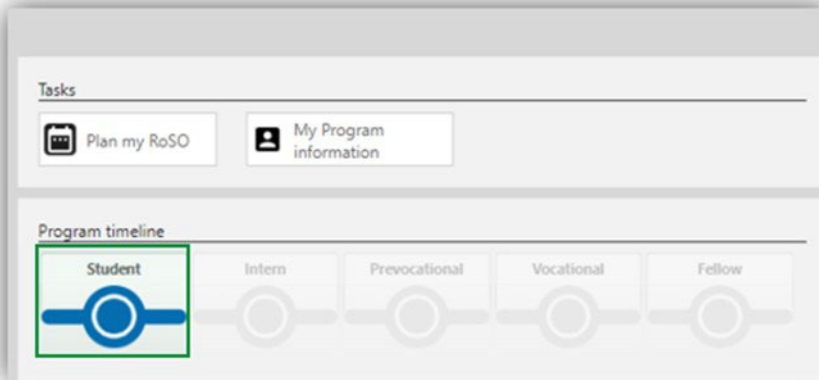 Tasks
Plan my RoSO
My Program
information
Program timeline
Student Intern Prevocational Vocational Fellow